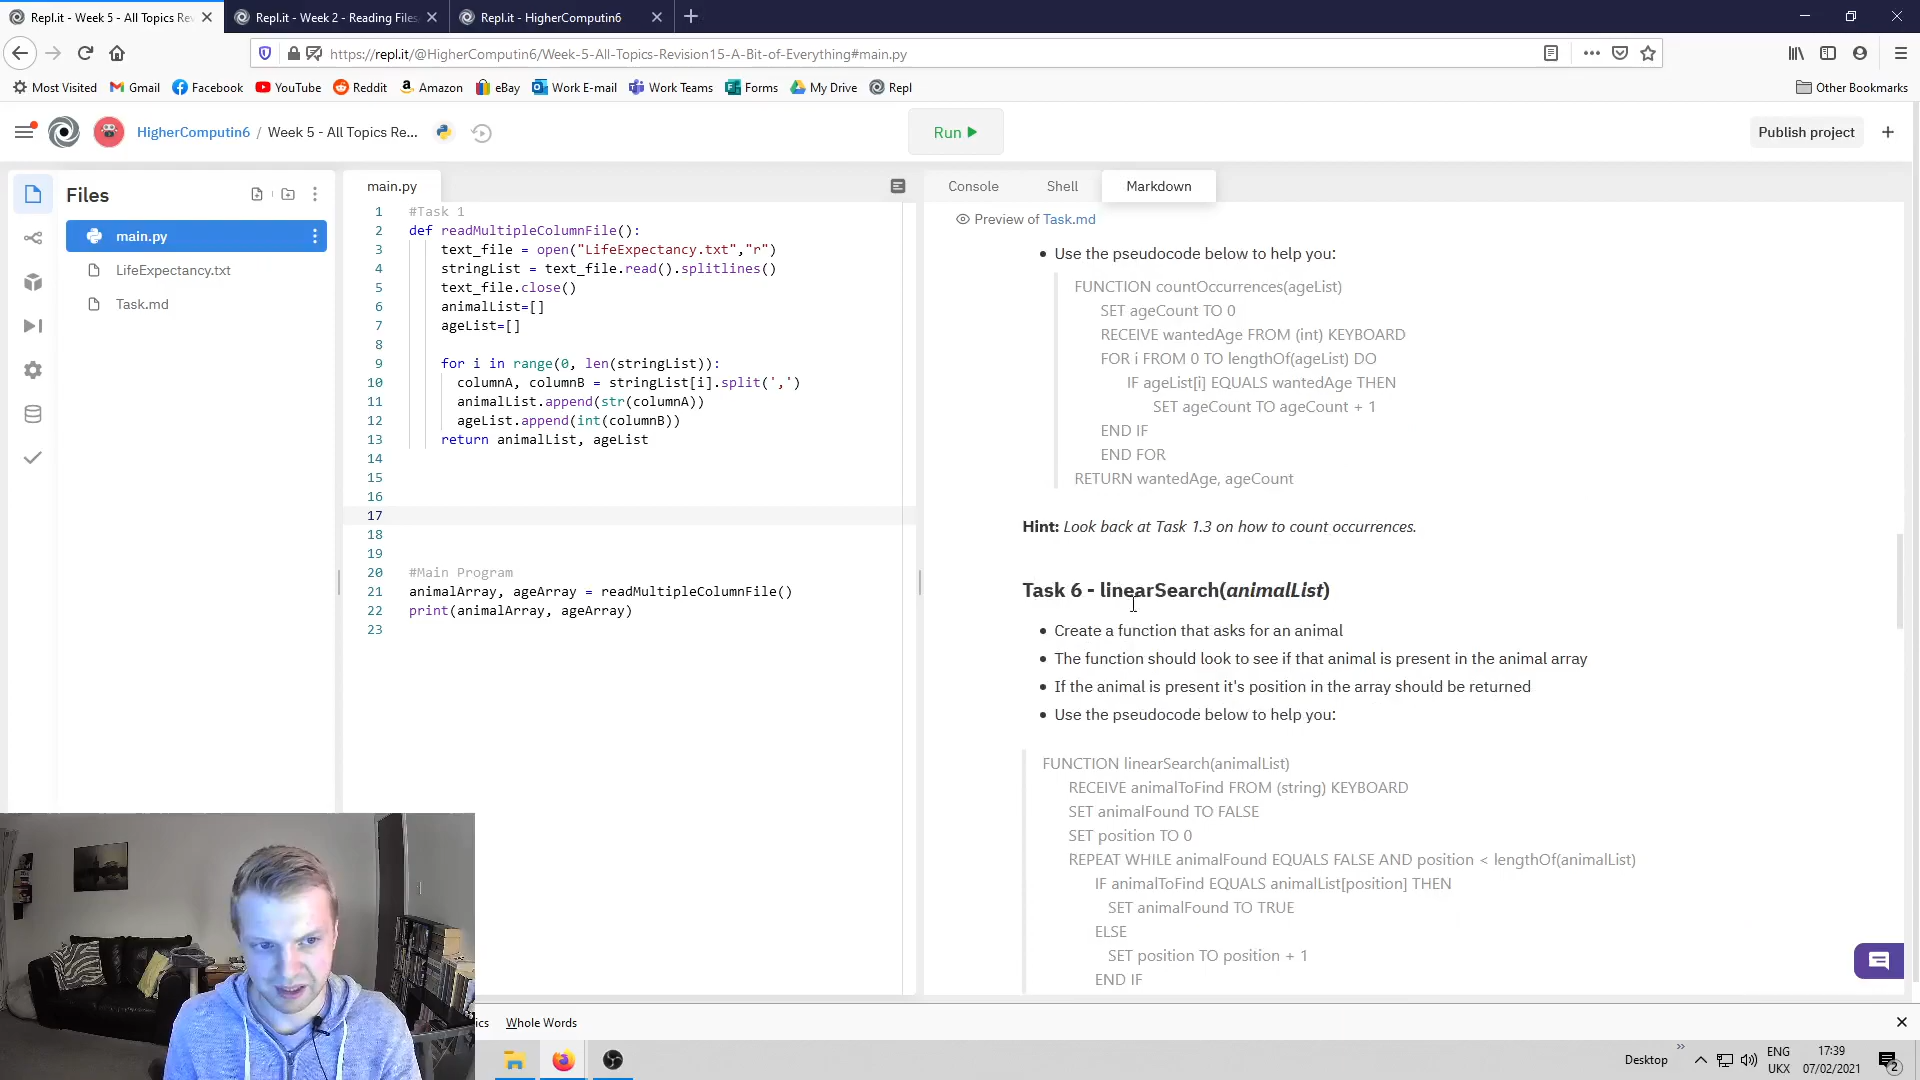 Repl.it - Week 5 - All Topics Re
Repl.it - Week 2 - Reading Files
Repl.it - HigherComputin6
https://repl.it/@HigherComputin6/Week-5-All-Topics-Revision15-A-Bit-of-Everything#main.py
Most Visited
Gmail
Facebook
YouTube
Reddit
Amazon
eBay
Work E-mail
Work Teams
Forms
My Drive
Repl
Other Bookmarks
HigherComputin6 / Week 5 - All Topics Re...
Run
Publish project
Files
main.py
LifeExpectancy.txt
Task.md
main.py
1 #Task 1
2 def readMultipleColumnFile():
3 text_file = open("LifeExpectancy.txt","r")
4 stringList = text_file.read().splitlines()
5 text_file.close()
6 animalList=[]
7 ageList=[]
8
9 for i in range(0, len(stringList)):
10 columnA, columnB = stringList[i].split(',')
11 animalList.append(str(columnA))
12 ageList.append(int(columnB))
13 return animalList, ageList
14
15
16
17
18
19
20 #Main Program
21 animalArray, ageArray = readMultipleColumnFile()
22 print(animalArray, ageArray)
23
Console
Shell
Markdown
Preview of Task.md
• Use the pseudocode below to help you:
FUNCTION countOccurrences(ageList)
SET ageCount TO 0
RECEIVE wantedAge FROM (int) KEYBOARD
FOR i FROM 0 TO lengthOf(ageList) DO
IF ageList[i] EQUALS wantedAge THEN
SET ageCount TO ageCount + 1
END IF
END FOR
RETURN wantedAge, ageCount
Hint: Look back at Task 1.3 on how to count occurrences.
Task 6 - linearSearch(animalList)
• Create a function that asks for an animal
• The function should look to see if that animal is present in the animal array
• If the animal is present it's position in the array should be returned
• Use the pseudocode below to help you:
FUNCTION linearSearch(animalList)
RECEIVE animalToFind FROM (string) KEYBOARD
SET animalFound TO FALSE
SET position TO 0
REPEAT WHILE animalFound EQUALS FALSE AND position < lengthOf(animalList)
IF animalToFind EQUALS animalList[position] THEN
SET animalFound TO TRUE
ELSE
SET position TO position + 1
END IF
ics
Whole Words
Desktop
ENG
UKX
17:39
07/02/2021
2